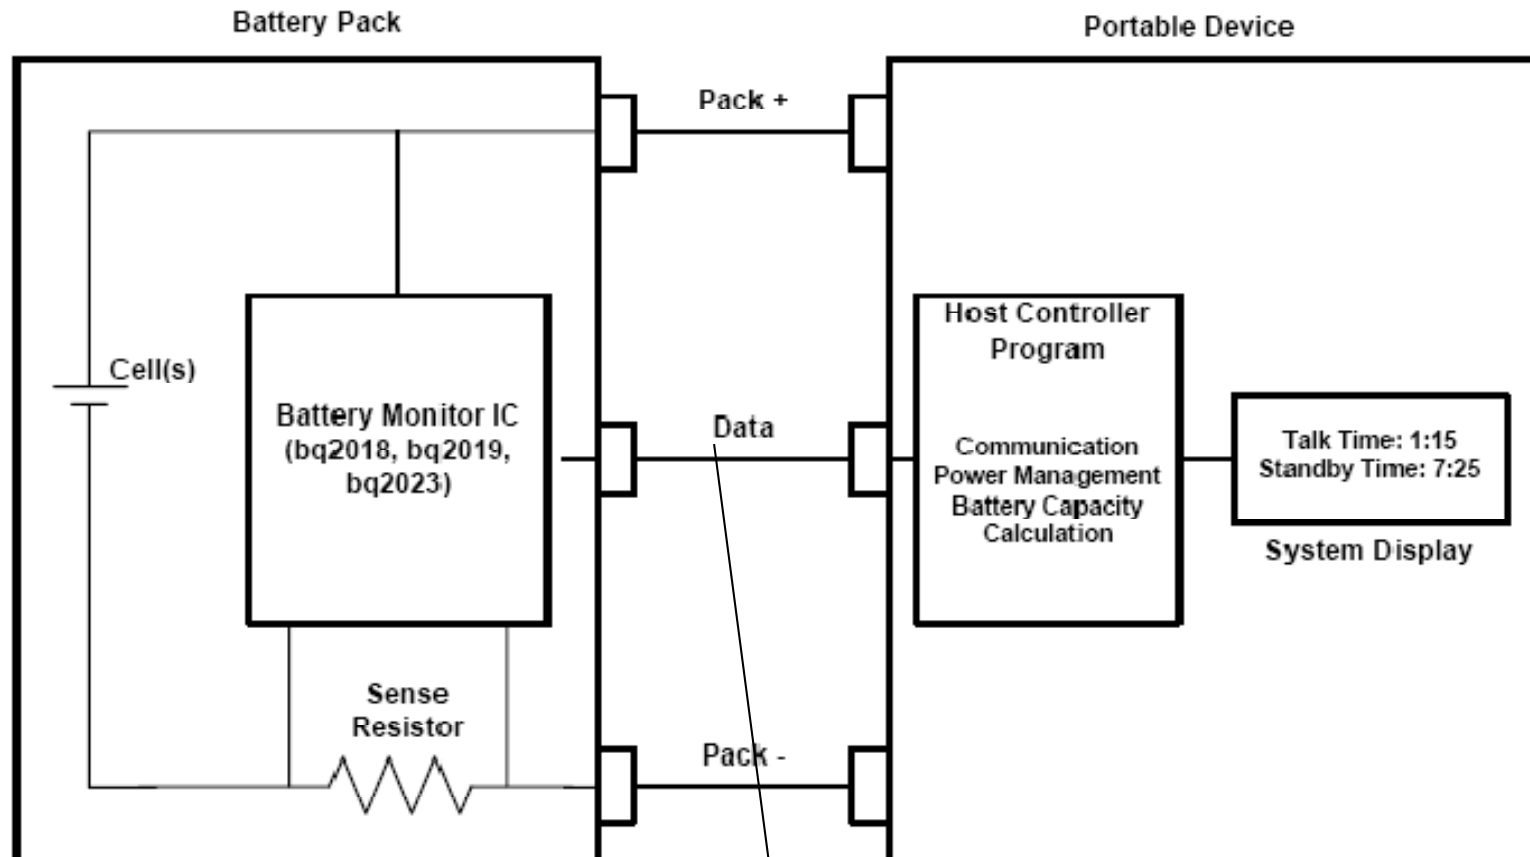 Battery Pack
Portable Device
Pack +
Cell(s)
Battery Monitor IC
(bq2018, bq2019,
bq2023)
Data
Host Controller
Program
Communication
Power Management
Battery Capacity
Calculation
Talk Time: 1:15
Standby Time: 7:25
System Display
Sense
Resistor
Pack -